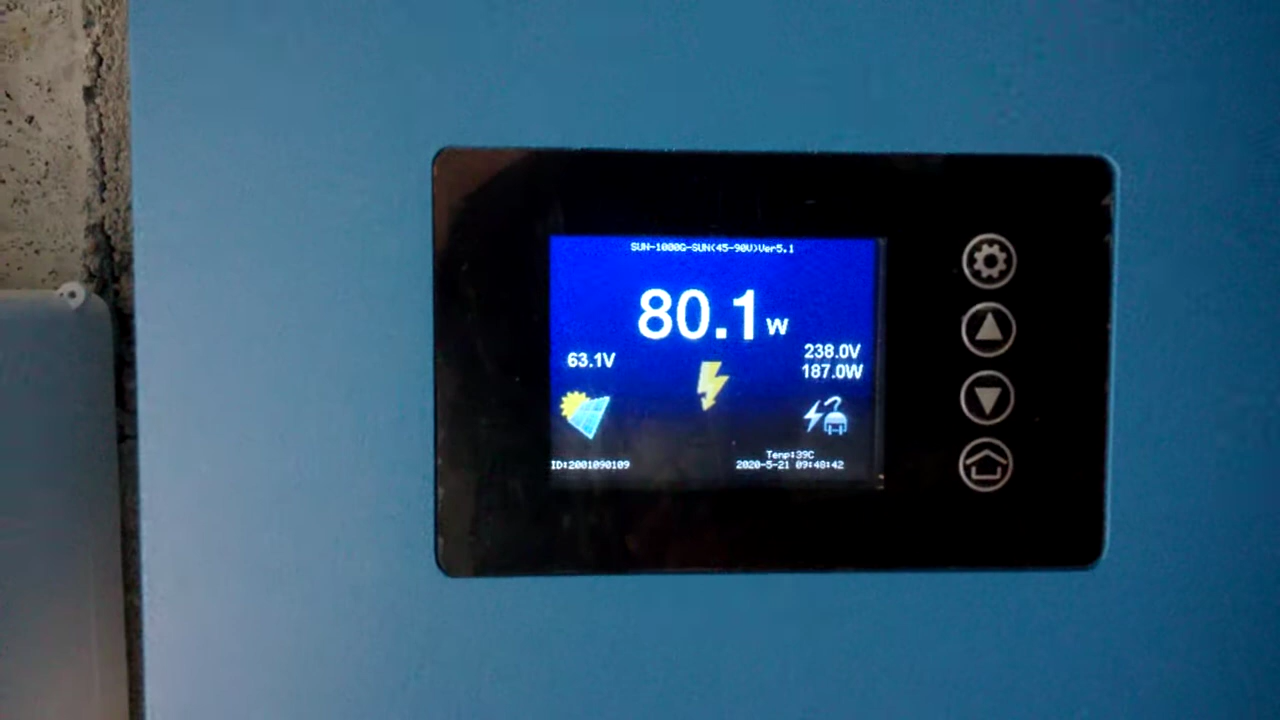 SUN-1000G-SUN(45-90V)Ver5.1
80.1W
63.1V
238.0V
187.0W
Temp:39C
ID:2001090109
2020-5-21 09:48:42